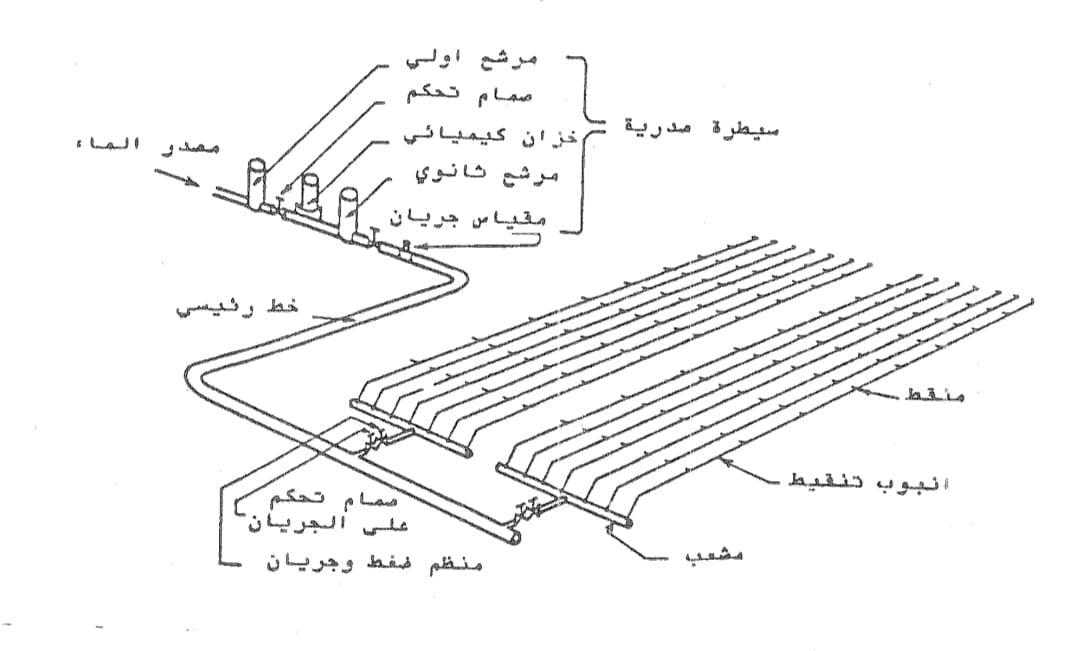 مرشح اولي
صمام تحكم
خزان كيميائي
سيطرة صدرية
مصدر الماء
مرشح ثانوي
مقياس جريان
خط رئيسي
منقط
انبوب تنقيط
صمام تحكم
على الجريان
مشعب
منظم ضغط وجريان